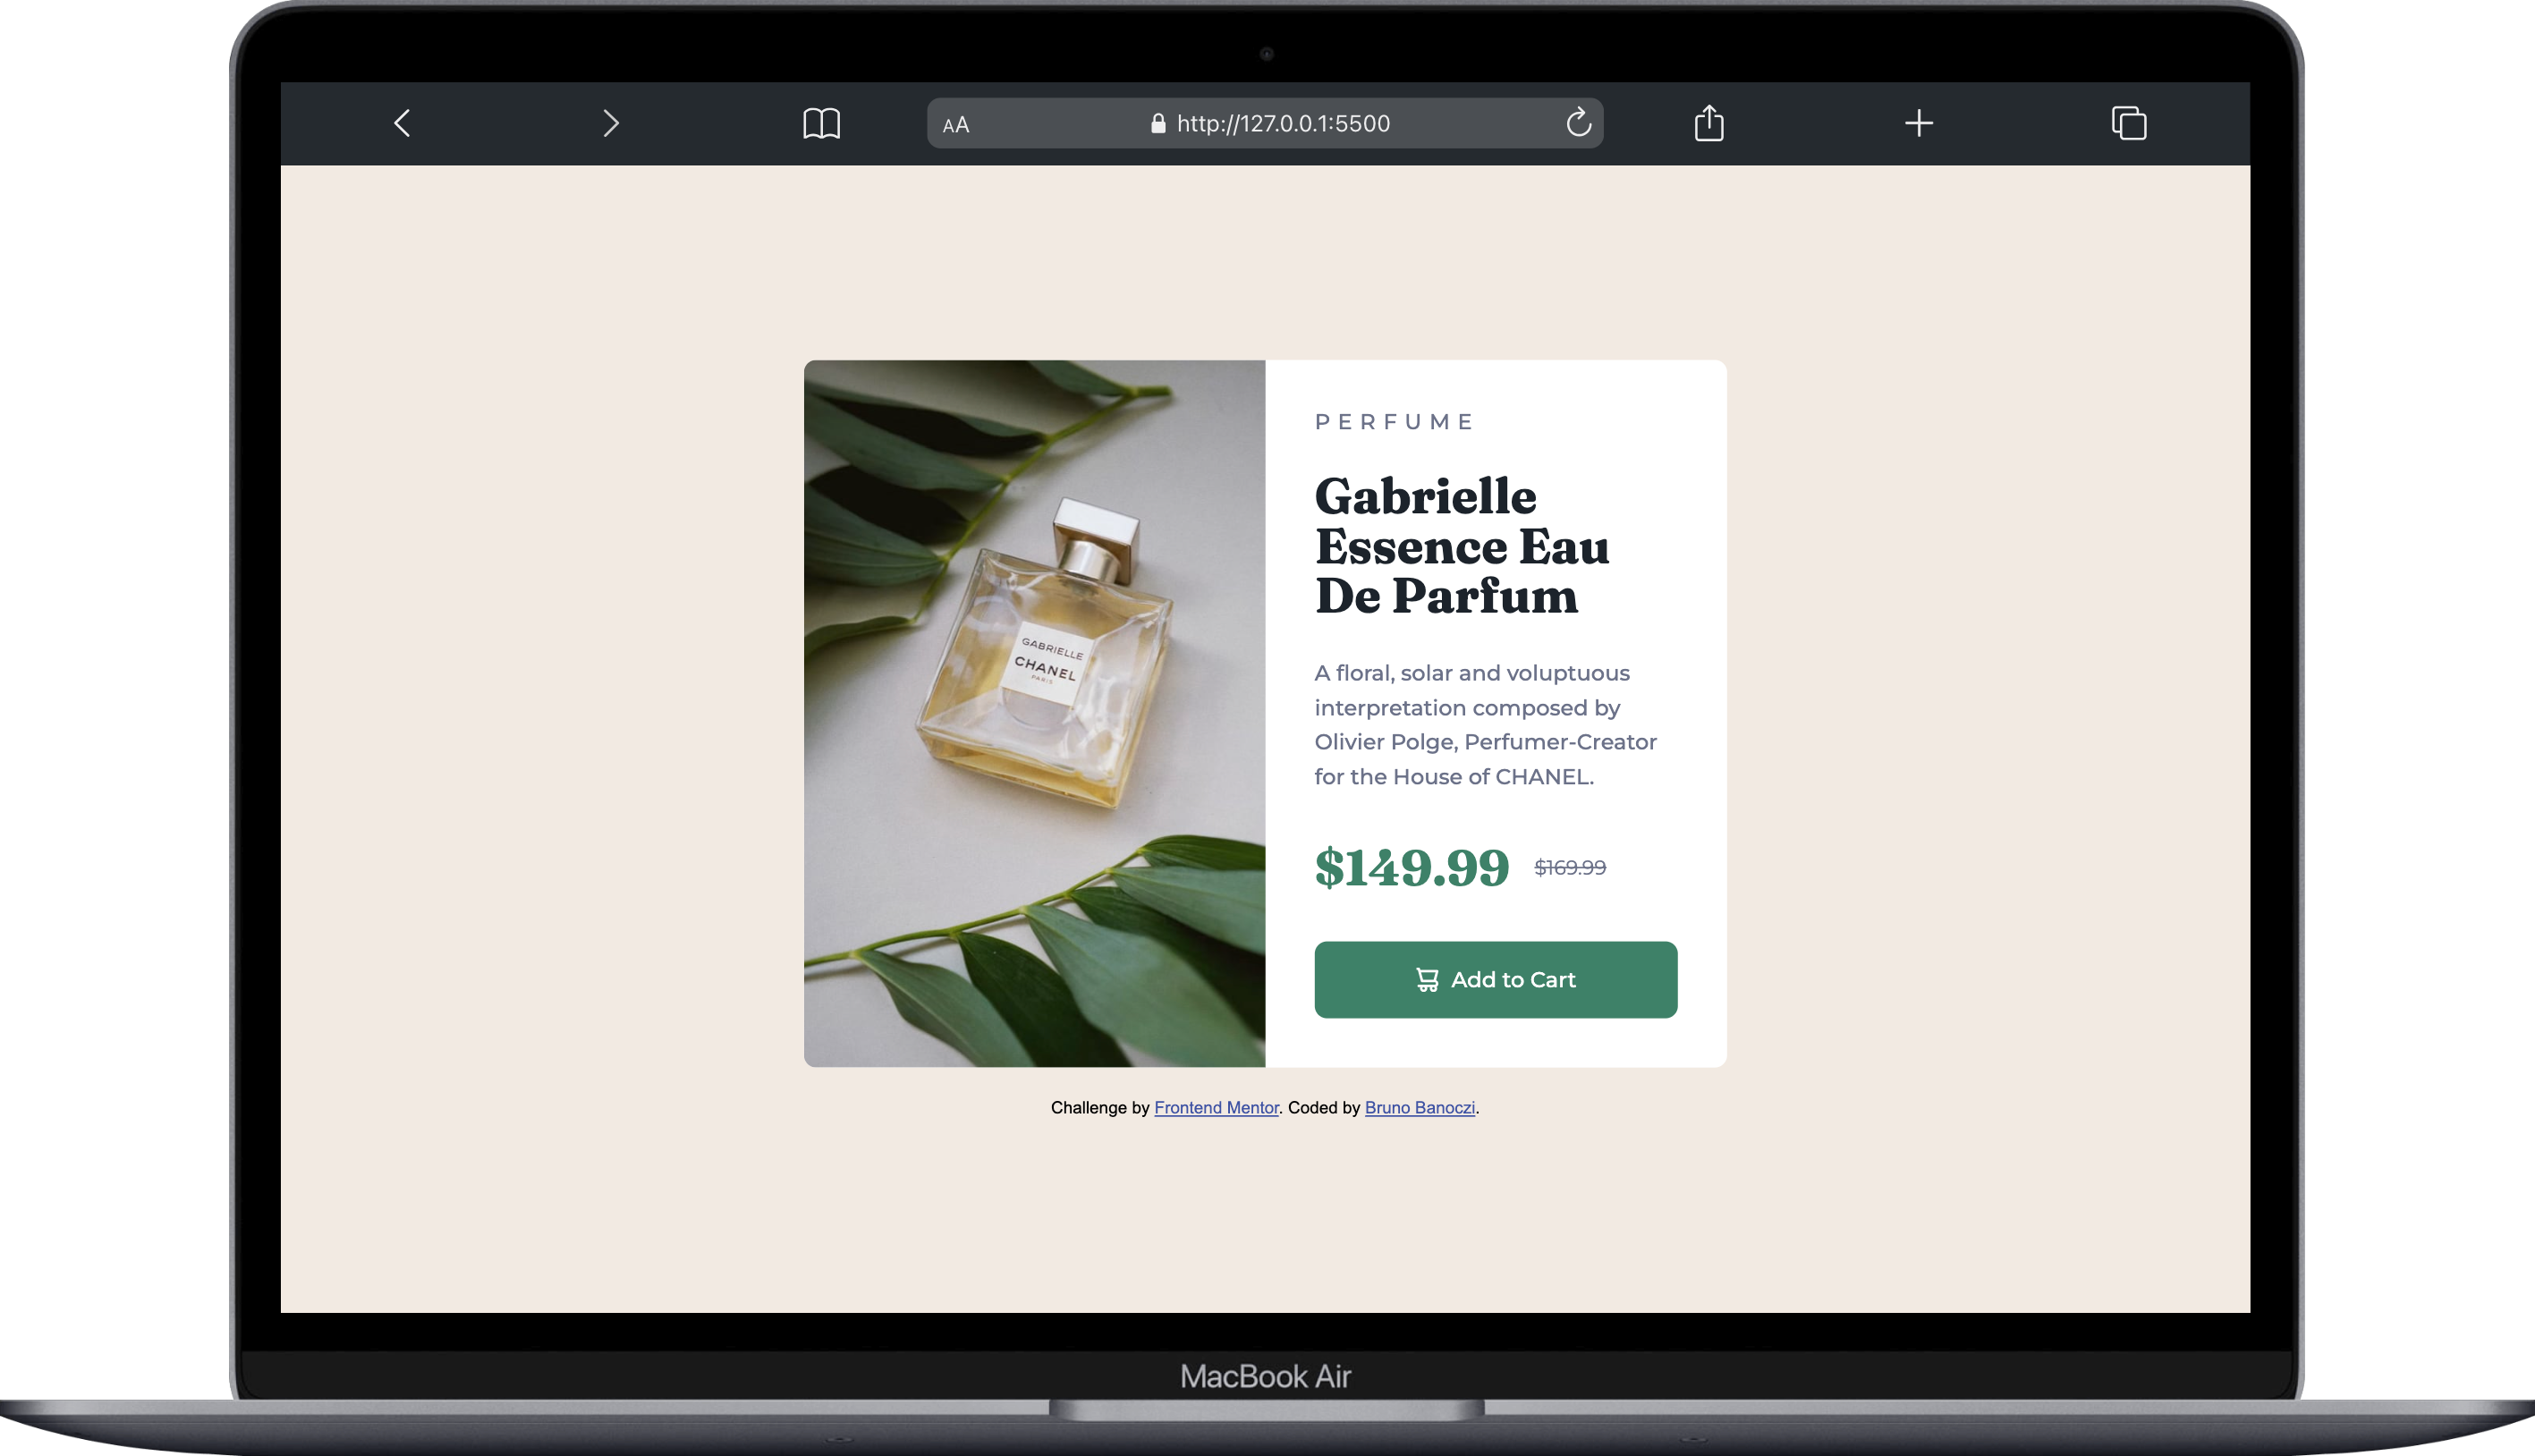 AA
http://127.0.0.1:5500
PERFUME
Gabrielle
Essence Eau
De Parfum
A floral, solar and voluptuous
interpretation composed by
Olivier Polge, Perfumer-Creator
for the House of CHANEL.
$149.99 $169.99
Add to Cart
GABRIELLE
CHANEL
PARIS
Challenge by Frontend Mentor. Coded by Bruno Banoczi.
MacBook Air